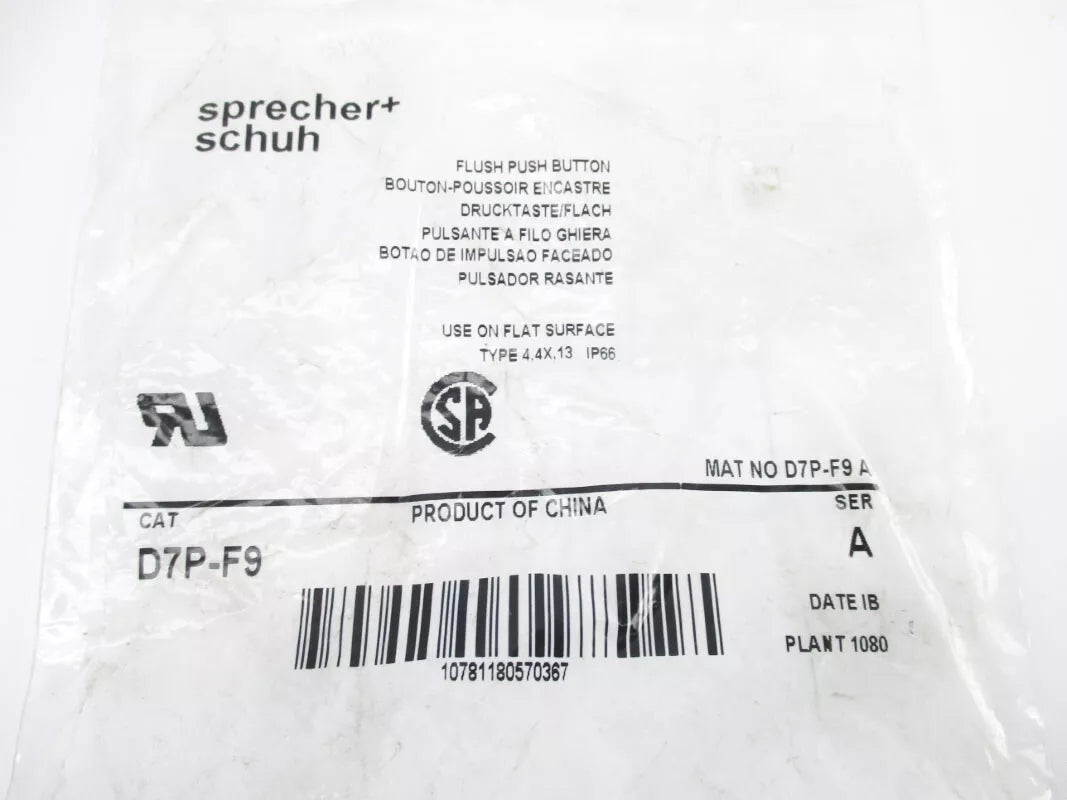 sprecher+
schuh
FLUSH PUSH BUTTON
BOUTON-POUSSOIR ENCASTRE
DRUCKTASTE/FLACH
PULSANTE A FILO GHIERA
BOTAO DE IMPULSAO FACEADO
PULSADOR RASANTE
USE ON FLAT SURFACE
TYPE 4,4X,13 IP66
RU
CSA
MAT NO D7P-F9 A
CAT
PRODUCT OF CHINA
SER
D7P-F9
A
DATE IB
PLANT 1080
10781180570367